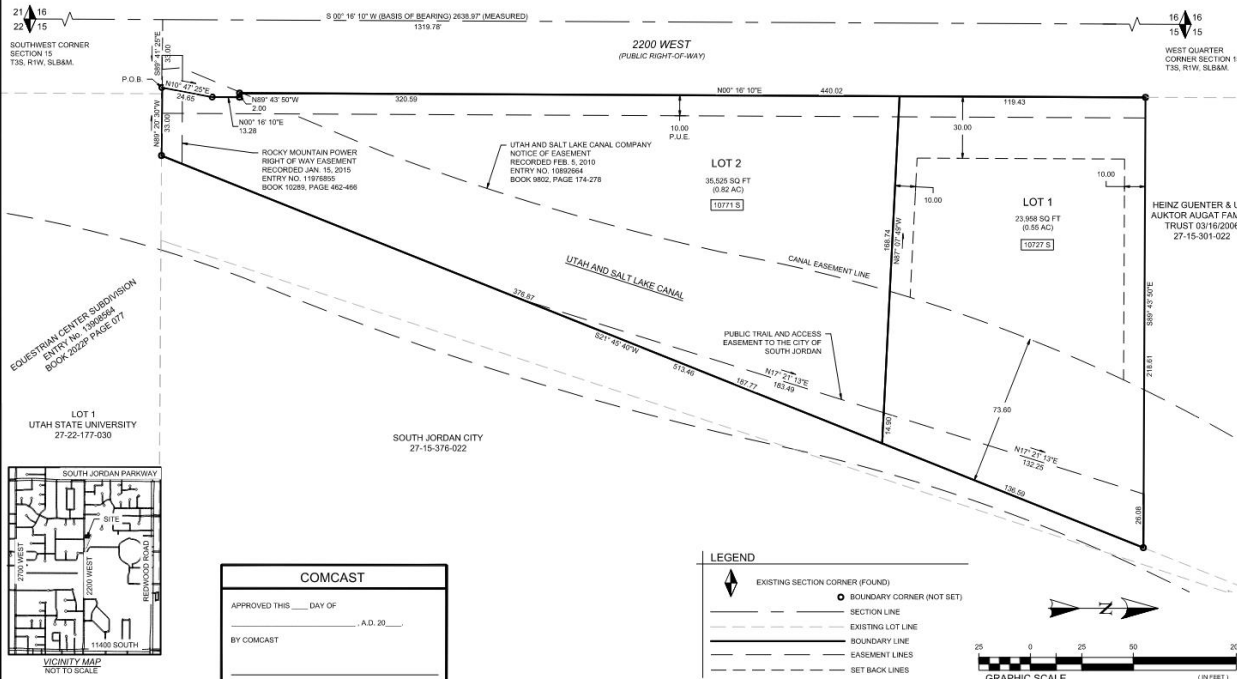 21 16
22 15
SOUTHWEST CORNER
SECTION 15
T3S, R1W, SLB&M.
S 00° 16' 10" W (BASIS OF BEARING) 2638.97' (MEASURED)
1319.78'
2200 WEST
(PUBLIC RIGHT-OF-WAY)
16 16
15 15
WEST QUARTER
CORNER SECTION 1
T3S, R1W, SLB&M.
S89° 41' 25"E
33.00
P.O.B.
N10° 47' 25"E
24.65
N89° 43' 50"W
2.00
N00° 16' 10"E
13.28
N89° 20' 30"W
33.00
320.59
N00° 16' 10"E
440.02
119.43
10.00
P.U.E.
30.00
ROCKY MOUNTAIN POWER
RIGHT OF WAY EASEMENT
RECORDED JAN. 15, 2015
ENTRY NO. 11976855
BOOK 10289, PAGE 462-466
UTAH AND SALT LAKE CANAL COMPANY
NOTICE OF EASEMENT
RECORDED FEB. 5, 2010
ENTRY NO. 10892664
BOOK 9802, PAGE 174-278
LOT 2
35,525 SQ FT
(0.82 AC)
10771 S
10.00
10.00
LOT 1
23,958 SQ FT
(0.55 AC)
10727 S
HEINZ GUENTER & U
AUKTOR AUGAT FAM
TRUST 03/16/2006
27-15-301-022
168.74
N87° 07' 49"W
CANAL EASEMENT LINE
UTAH AND SALT LAKE CANAL
S89° 43' 50"E
218.61
EQUESTRIAN CENTER SUBDIVISION
ENTRY No. 13908564
BOOK 2022P PAGE 077
376.87
S21° 45' 40"W
513.46
187.77
PUBLIC TRAIL AND ACCESS
EASEMENT TO THE CITY OF
SOUTH JORDAN
N17° 21' 13"E
183.49
73.60
14.90
N17° 21' 13"E
132.25
136.59
26.08
LOT 1
UTAH STATE UNIVERSITY
27-22-177-030
SOUTH JORDAN CITY
27-15-376-022
SOUTH JORDAN PARKWAY
SITE
2700 WEST
2200 WEST
REDWOOD ROAD
11400 SOUTH
VICINITY MAP
NOT TO SCALE
COMCAST
APPROVED THIS ____ DAY OF
____________________ , A.D. 20___.
BY COMCAST
LEGEND
EXISTING SECTION CORNER (FOUND)
BOUNDARY CORNER (NOT SET)
SECTION LINE
EXISTING LOT LINE
BOUNDARY LINE
EASEMENT LINES
SET BACK LINES
N
25 0 25 50 20
GRAPHIC SCALE
( IN FEET )